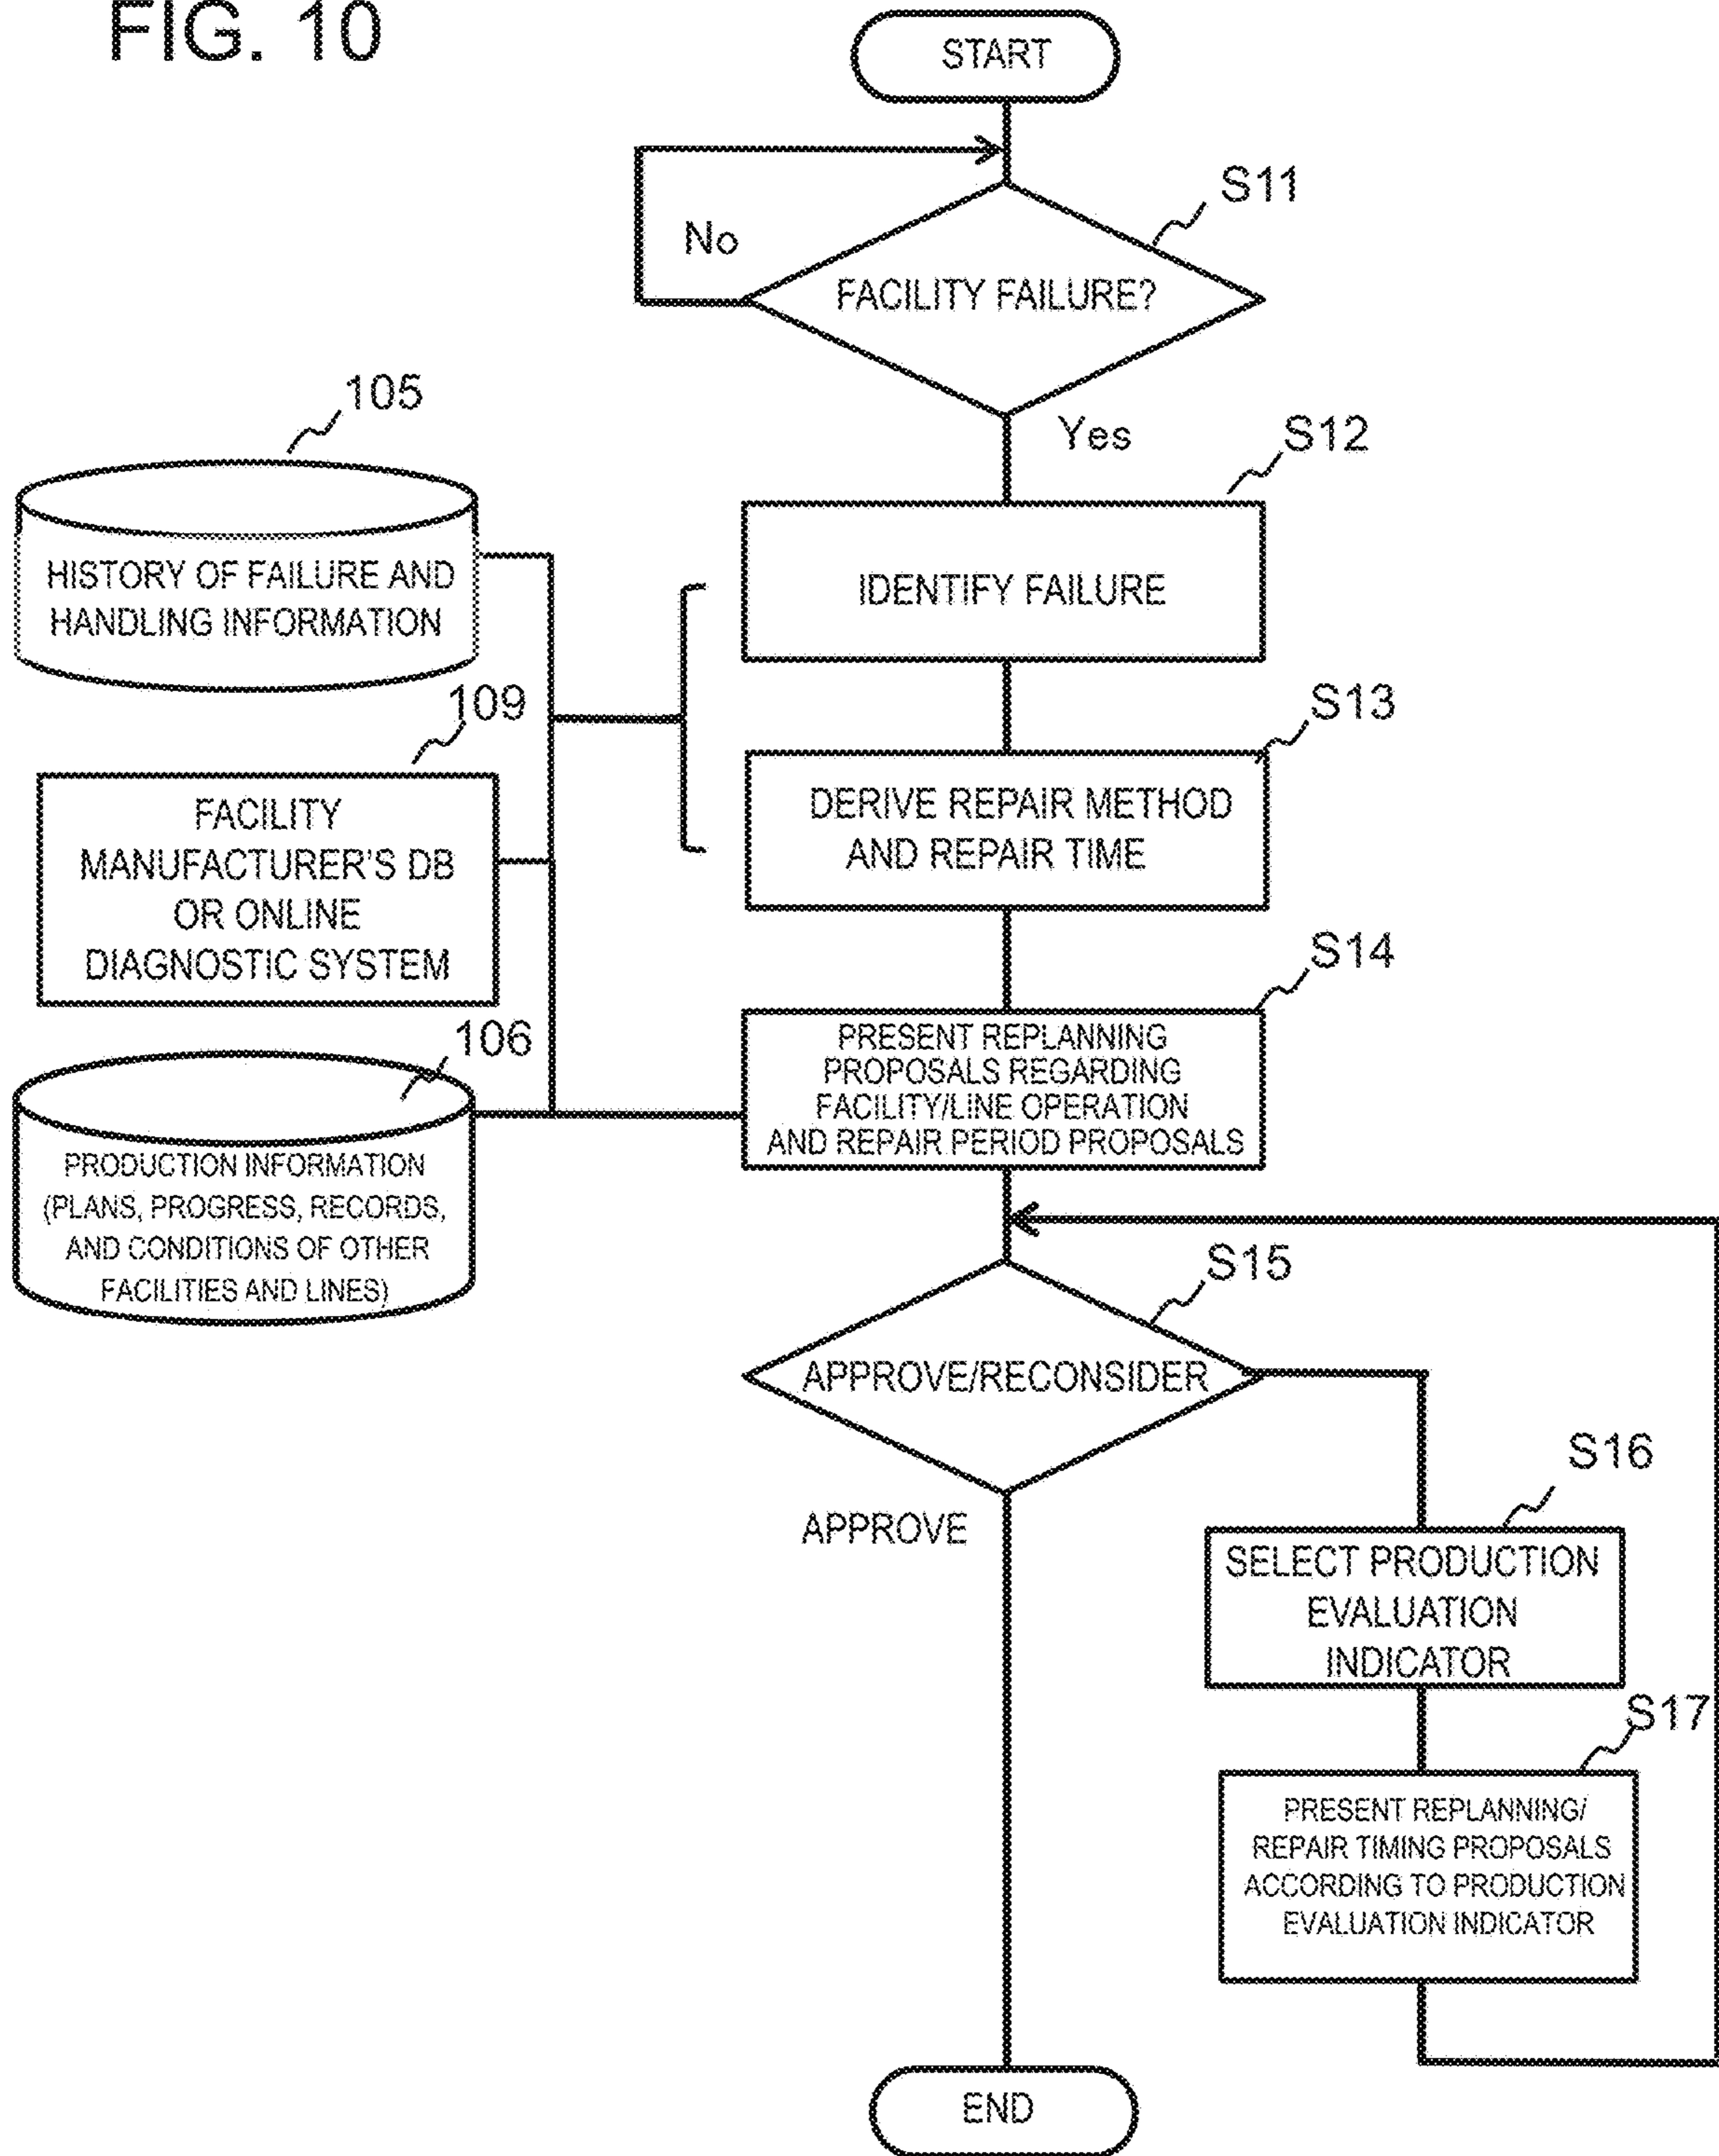 FIG. 10
START
S11
No
FACILITY FAILURE?
Yes
105
HISTORY OF FAILURE AND
HANDLING INFORMATION
S12
IDENTIFY FAILURE
109
FACILITY
MANUFACTURER'S DB
OR ONLINE
DIAGNOSTIC SYSTEM
S13
DERIVE REPAIR METHOD
AND REPAIR TIME
106
PRODUCTION INFORMATION
(PLANS, PROGRESS, RECORDS,
AND CONDITIONS OF OTHER
FACILITIES AND LINES)
S14
PRESENT REPLANNING
PROPOSALS REGARDING
FACILITY/LINE OPERATION
AND REPAIR PERIOD PROPOSALS
S15
APPROVE/RECONSIDER
APPROVE
S16
SELECT PRODUCTION
EVALUATION
INDICATOR
S17
PRESENT REPLANNING/
REPAIR TIMING PROPOSALS
ACCORDING TO PRODUCTION
EVALUATION INDICATOR
END